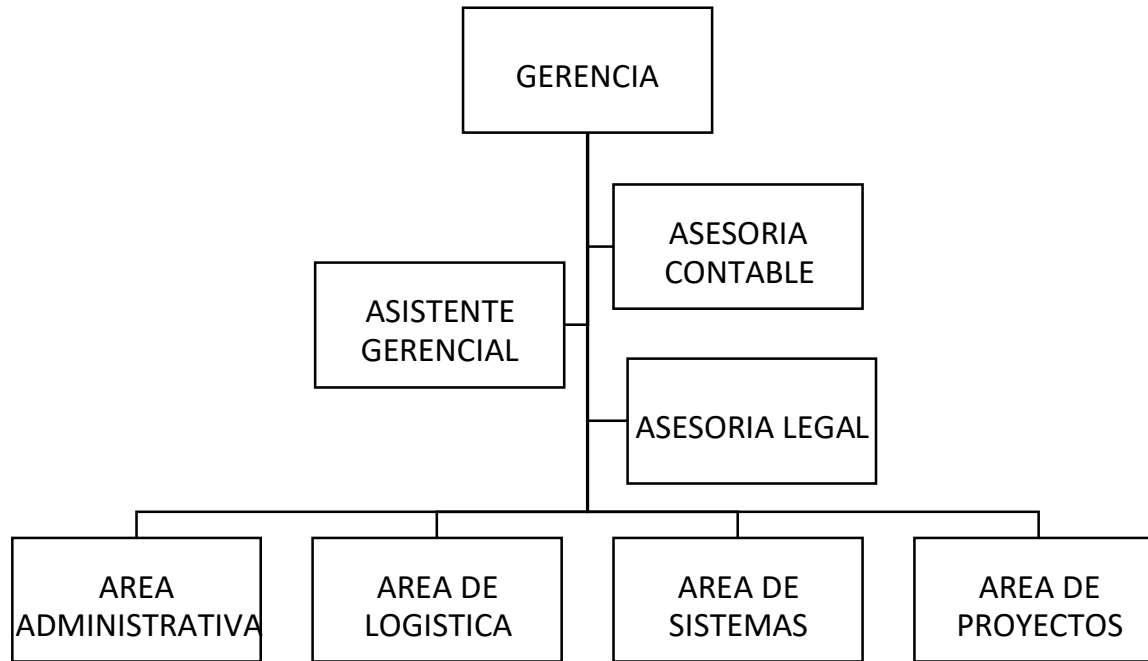 GERENCIA
ASESORIA
CONTABLE
ASISTENTE
GERENCIAL
ASESORIA LEGAL
AREA
ADMINISTRATIVA
AREA DE
LOGISTICA
AREA DE
SISTEMAS
AREA DE
PROYECTOS